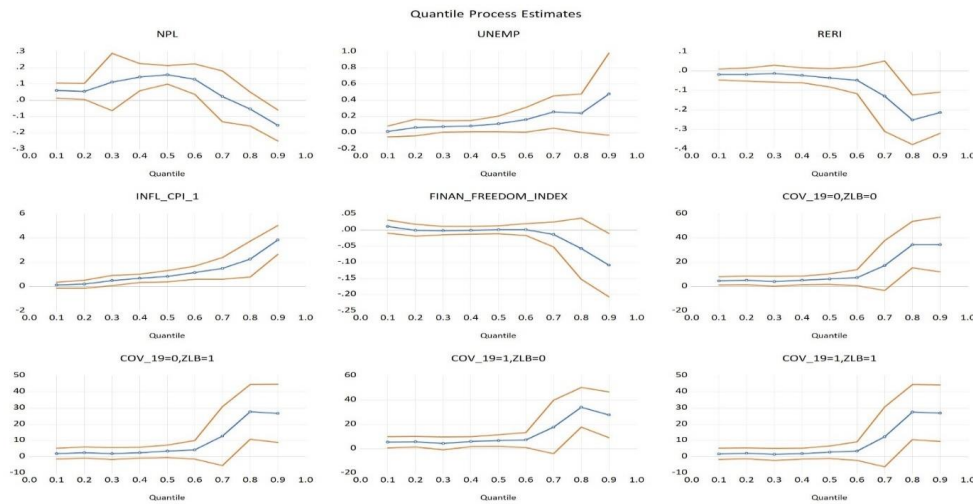 Quantile Process Estimates
NPL UNEMP RERI
.3 1.0 .1
.2 0.8 .0
.1 0.6 -.1
.0 0.4 -.2
-.1 0.2 -.3
-.2 0.0 -.4
-.3 -0.2
0.0 0.1 0.2 0.3 0.4 0.5 0.6 0.7 0.8 0.9 1.0 0.0 0.1 0.2 0.3 0.4 0.5 0.6 0.7 0.8 0.9 1.0 0.0 0.1 0.2 0.3 0.4 0.5 0.6 0.7 0.8 0.9 1.0
Quantile Quantile Quantile
INFL_CPI_1 FINAN_FREEDOM_INDEX COV_19=0,ZLB=0
6 .05 60
4 .00 40
2 -.05 20
0 -.10 0
2 -.15 20
-.20
-.25
0.0 0.1 0.2 0.3 0.4 0.5 0.6 0.7 0.8 0.9 1.0 0.0 0.1 0.2 0.3 0.4 0.5 0.6 0.7 0.8 0.9 1.0 0.0 0.1 0.2 0.3 0.4 0.5 0.6 0.7 0.8 0.9 1.0
Quantile Quantile Quantile
COV_19=0,ZLB=1 COV_19=1,ZLB=0 COV_19=1,ZLB=1
50 60 50
40 40 40
30 20 30
20 0 20
10 20 10
0 0
-10 -10
0.0 0.1 0.2 0.3 0.4 0.5 0.6 0.7 0.8 0.9 1.0 0.0 0.1 0.2 0.3 0.4 0.5 0.6 0.7 0.8 0.9 1.0 0.0 0.1 0.2 0.3 0.4 0.5 0.6 0.7 0.8 0.9 1.0
Quantile Quantile Quantile